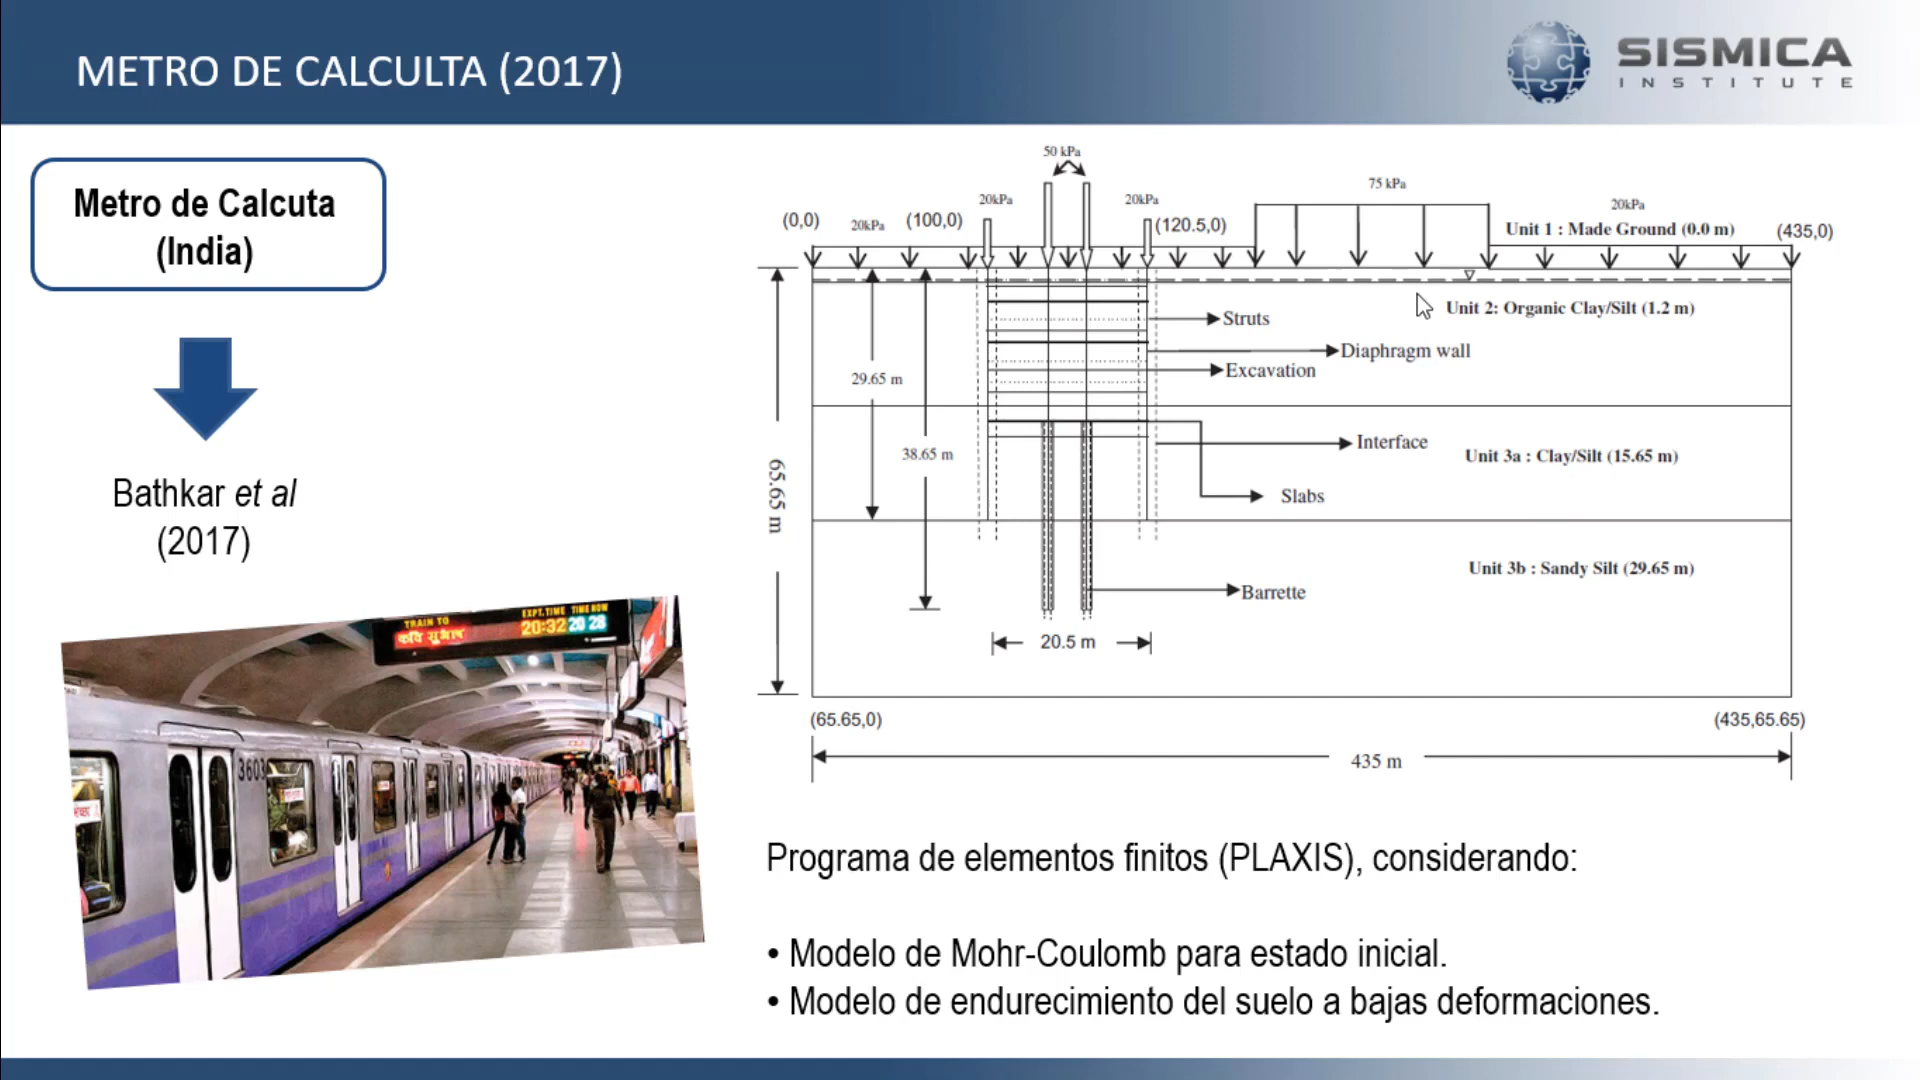 METRO DE CALCULTA (2017)
SISMICA
INSTITUTE
Metro de Calcuta
(India)
Bathkar et al
(2017)
TRAIN TO
EXPT.TIME TIME NOW
कवि सुभाष
20:32 20 28
3603
50 kPa
75 kPa
20kPa
20kPa
20kPa
(0,0)
20kPa
(100,0)
(120.5,0)
Unit 1 : Made Ground (0.0 m)
(435,0)
Struts
Unit 2: Organic Clay/Silt (1.2 m)
Diaphragm wall
29.65 m
Excavation
38.65 m
Interface
Unit 3a : Clay/Silt (15.65 m)
65.65 m
Slabs
Unit 3b : Sandy Silt (29.65 m)
Barrette
20.5 m
(65.65,0)
(435,65.65)
435 m
Programa de elementos finitos (PLAXIS), considerando:
• Modelo de Mohr-Coulomb para estado inicial.
• Modelo de endurecimiento del suelo a bajas deformaciones.